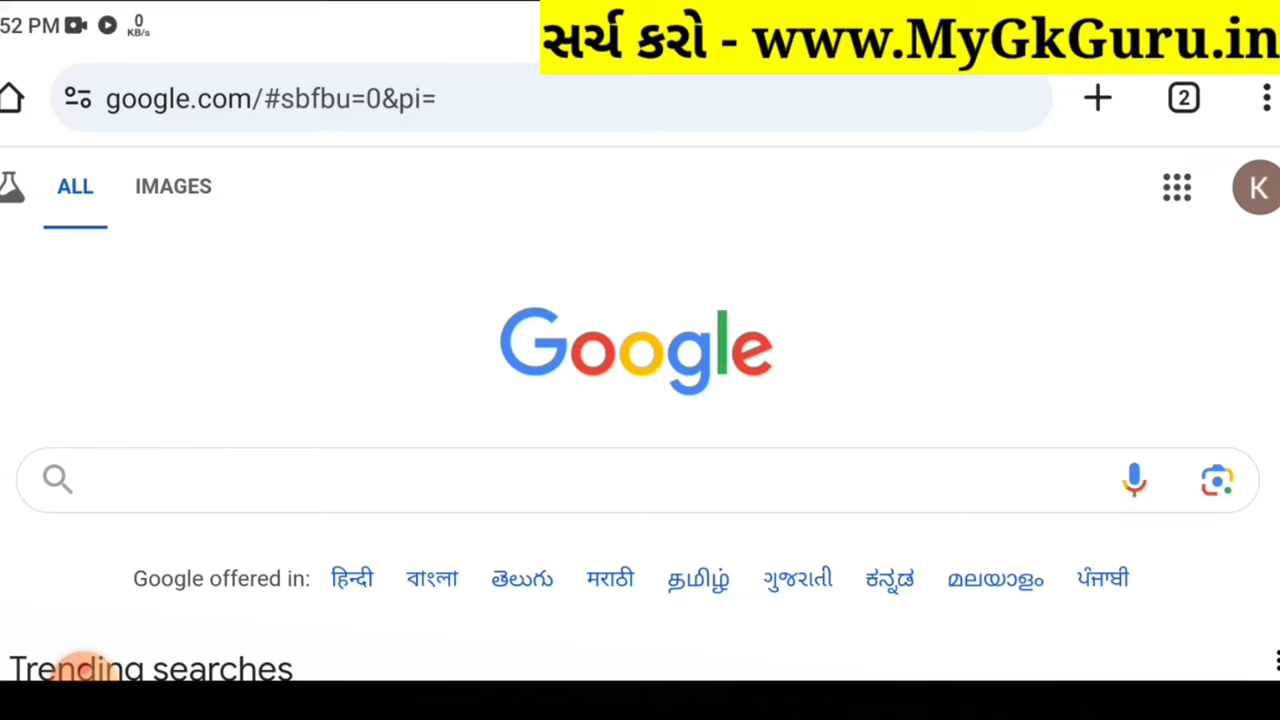 52 PM 0 KB/s
સર્ચ કરો - www.MyGkGuru.in
google.com/#sbfbu=0&pi=
2
ALL IMAGES
K
Google
Google offered in: हिन्दी বাংলা తెలుగు मराठी தமிழ் ગુજરાતી ಕನ್ನಡ മലയാളം ਪੰਜਾਬੀ
Trending searches